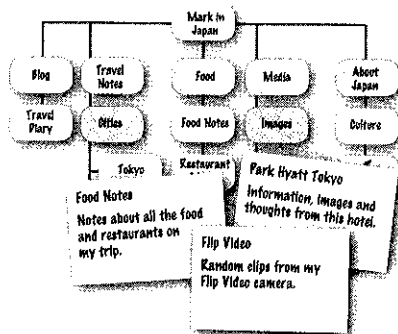 Mark in
Japan
Blog
Travel
Notes
Food
Media
About
Japan
Travel
Diary
Cities
Food Notes
Images
Culture
Tokyo
Restaurant
Food Notes
Notes about all the food
and restaurants on
my trip.
Park Hyatt Tokyo
Information, images and
thoughts from this hotel.
Flip Video
Random clips from my
Flip Video camera.